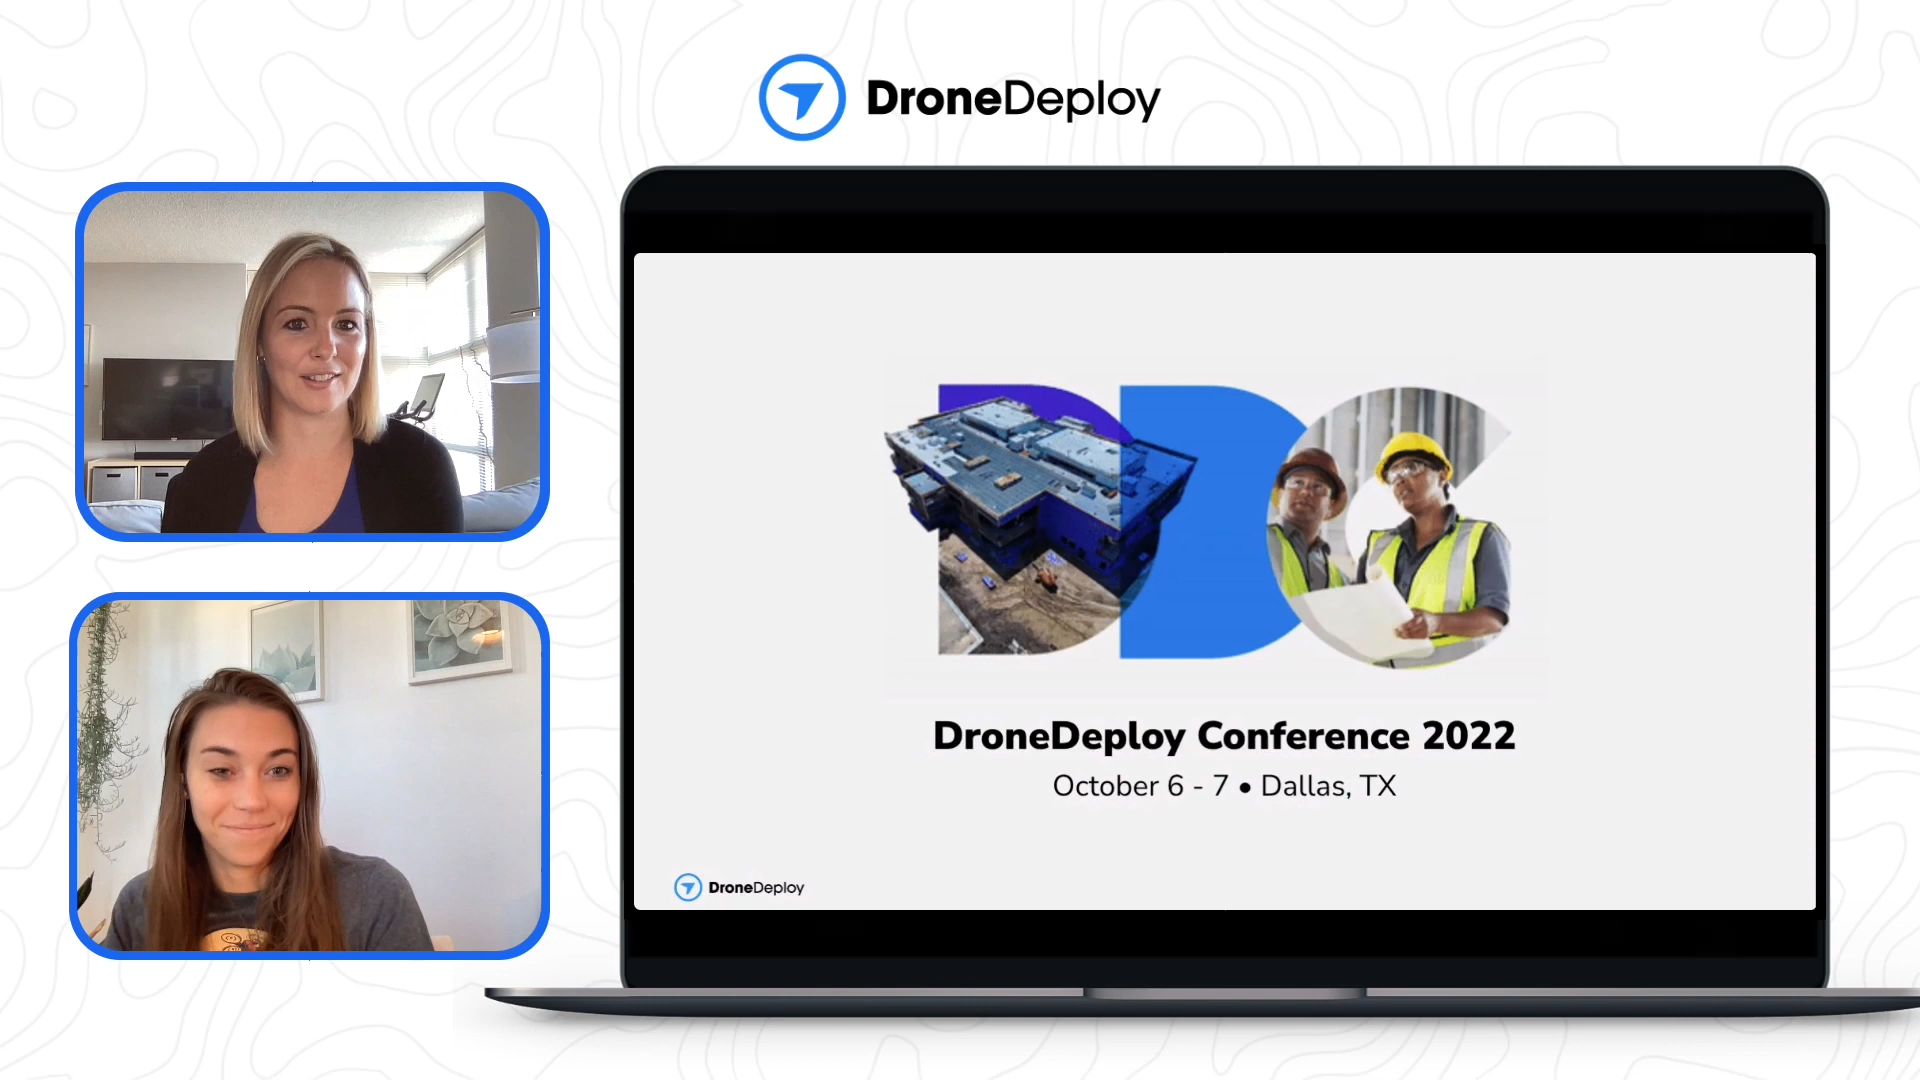 DroneDeploy
DroneDeploy Conference 2022
October 6 - 7 • Dallas, TX
DroneDeploy